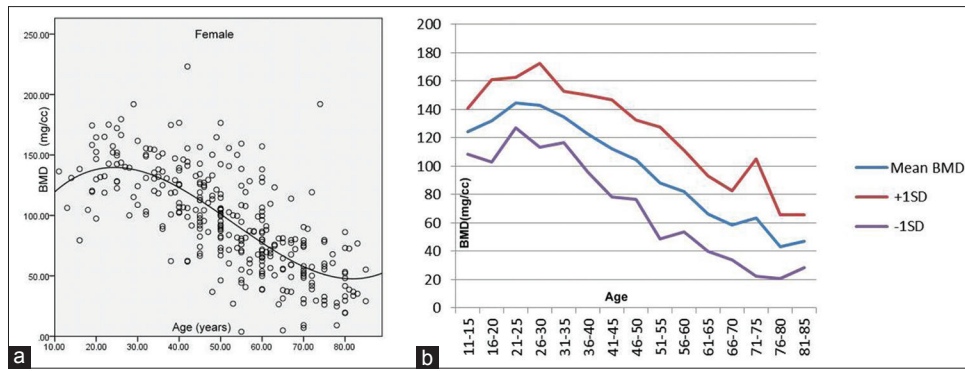 Female
250.00
200.00
150.00
100.00
50.00
.00
BMD (mg/cc)
Age (years)
10.00 20.00 30.00 40.00 50.00 60.00 70.00 80.00
a
200
180
160
140
120
100
80
60
40
20
0
BMD(mg/cc)
Age
11-15 16-20 21-25 26-30 31-35 36-40 41-45 46-50 51-55 56-60 61-65 66-70 71-75 76-80 81-85
Mean BMD
+1SD
-1SD
b